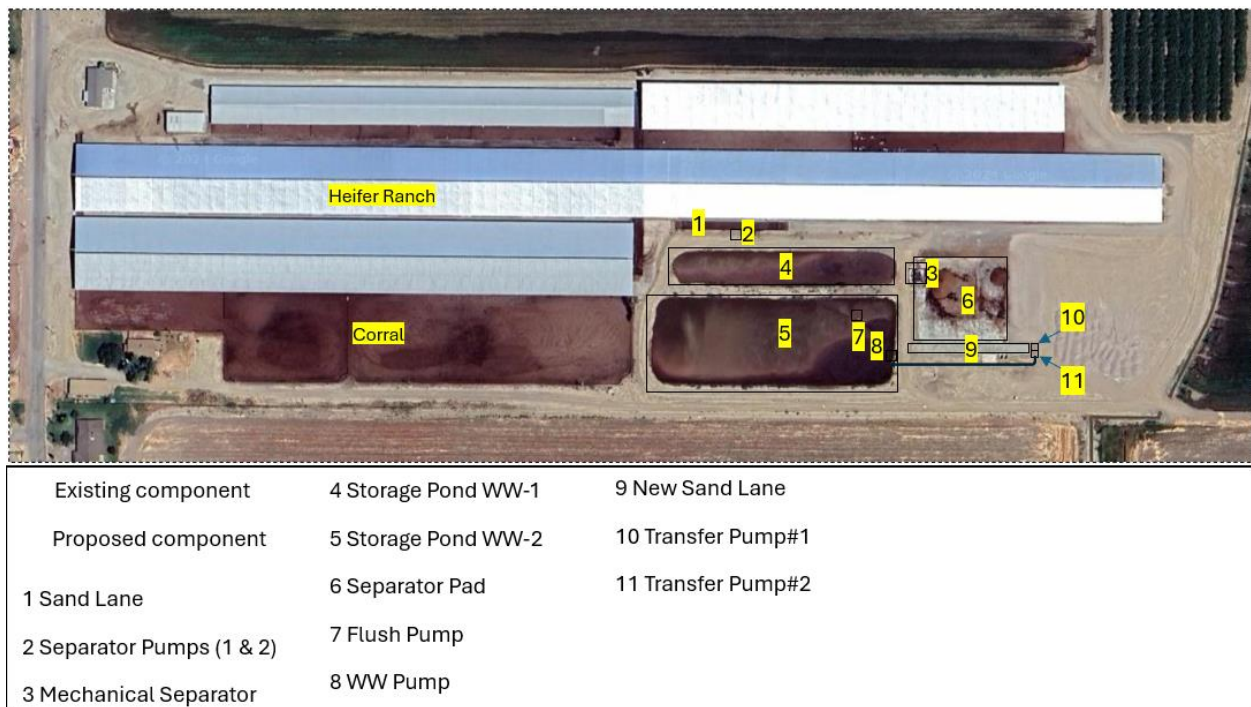 Heifer Ranch
1
2
4
3
6
Corral
5
7
8
9
10
11
Existing component
Proposed component
1 Sand Lane
2 Separator Pumps (1 & 2)
3 Mechanical Separator
4 Storage Pond WW-1
5 Storage Pond WW-2
6 Separator Pad
7 Flush Pump
8 WW Pump
9 New Sand Lane
10 Transfer Pump#1
11 Transfer Pump#2